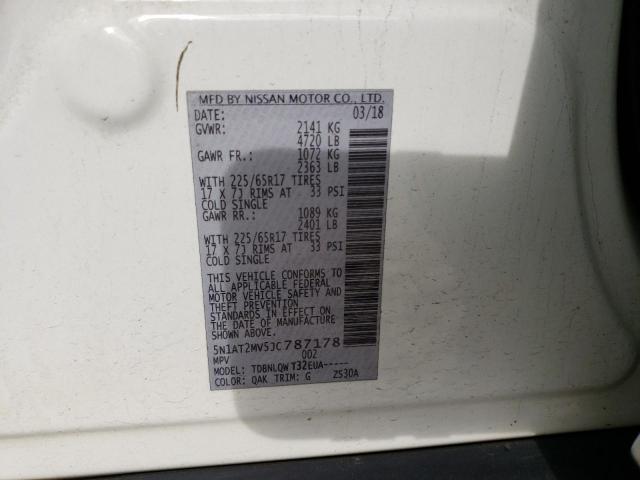 MFD BY NISSAN MOTOR CO., LTD.
DATE: 03/18
GVWR: 2141 KG
4720 LB
GAWR FR.: 1072 KG
2363 LB
WITH 225/65R17 TIRES
17 X 7J RIMS AT 33 PSI
COLD SINGLE
GAWR RR.: 1089 KG
2401 LB
WITH 225/65R17 TIRES
17 X 7J RIMS AT 33 PSI
COLD SINGLE
THIS VEHICLE CONFORMS TO
ALL APPLICABLE FEDERAL
MOTOR VEHICLE SAFETY AND
THEFT PREVENTION
STANDARDS IN EFFECT ON
THE DATE OF MANUFACTURE
SHOWN ABOVE.
5N1AT2MV5JC787178
MPV 002
MODEL: TDBNLQWT32EUA-----
COLOR: QAK TRIM: G Z530A